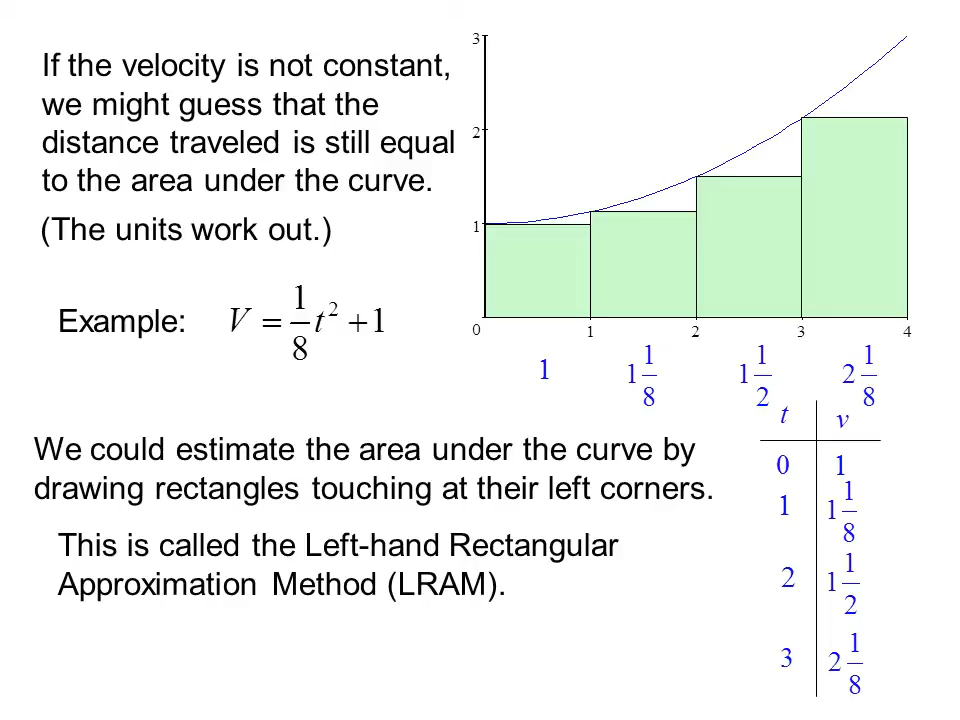 If the velocity is not constant,
we might guess that the
distance traveled is still equal
to the area under the curve.
(The units work out.)
Example: V = 1/8 t² + 1
3
2
1
0 1 2 3 4
1 1 1/8 1 1/2 2 1/8
We could estimate the area under the curve by
drawing rectangles touching at their left corners.
This is called the Left-hand Rectangular
Approximation Method (LRAM).
t v
0 1
1 1 1/8
2 1 1/2
3 2 1/8